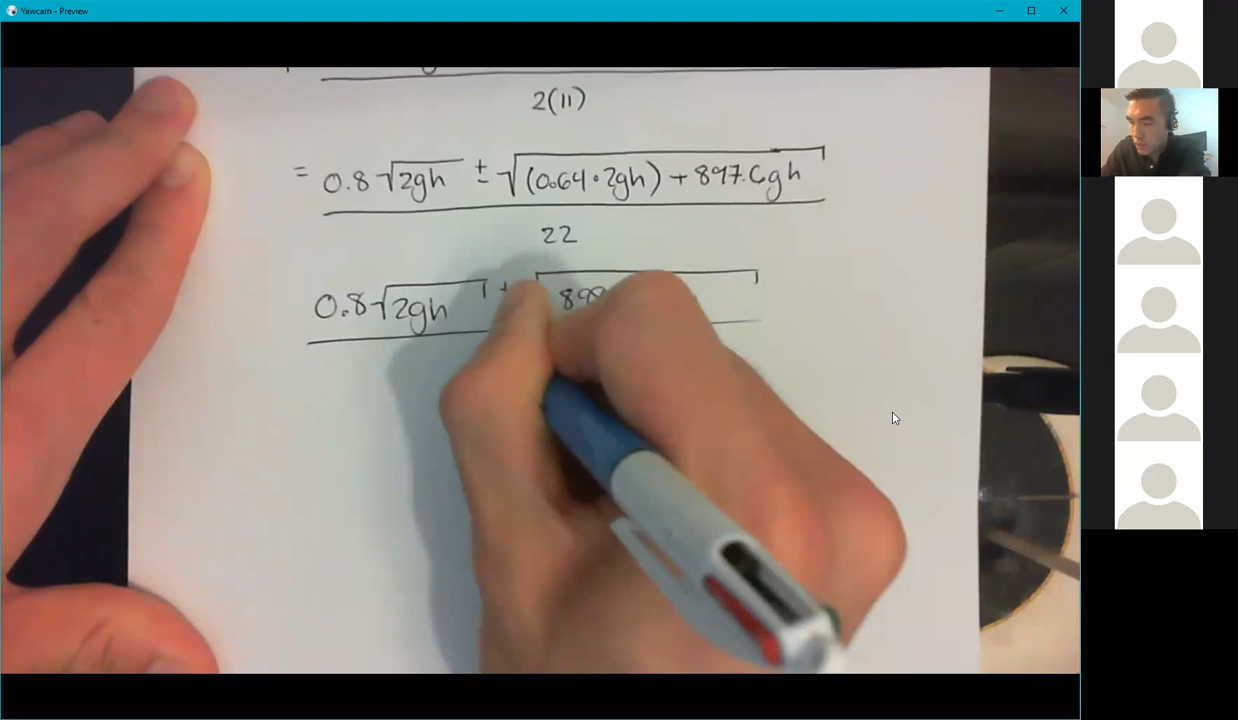 Yawcam - Preview
2(11)
= 0.8√2gh ± √(0.64•2gh) + 897.6gh
22
0.8√2gh